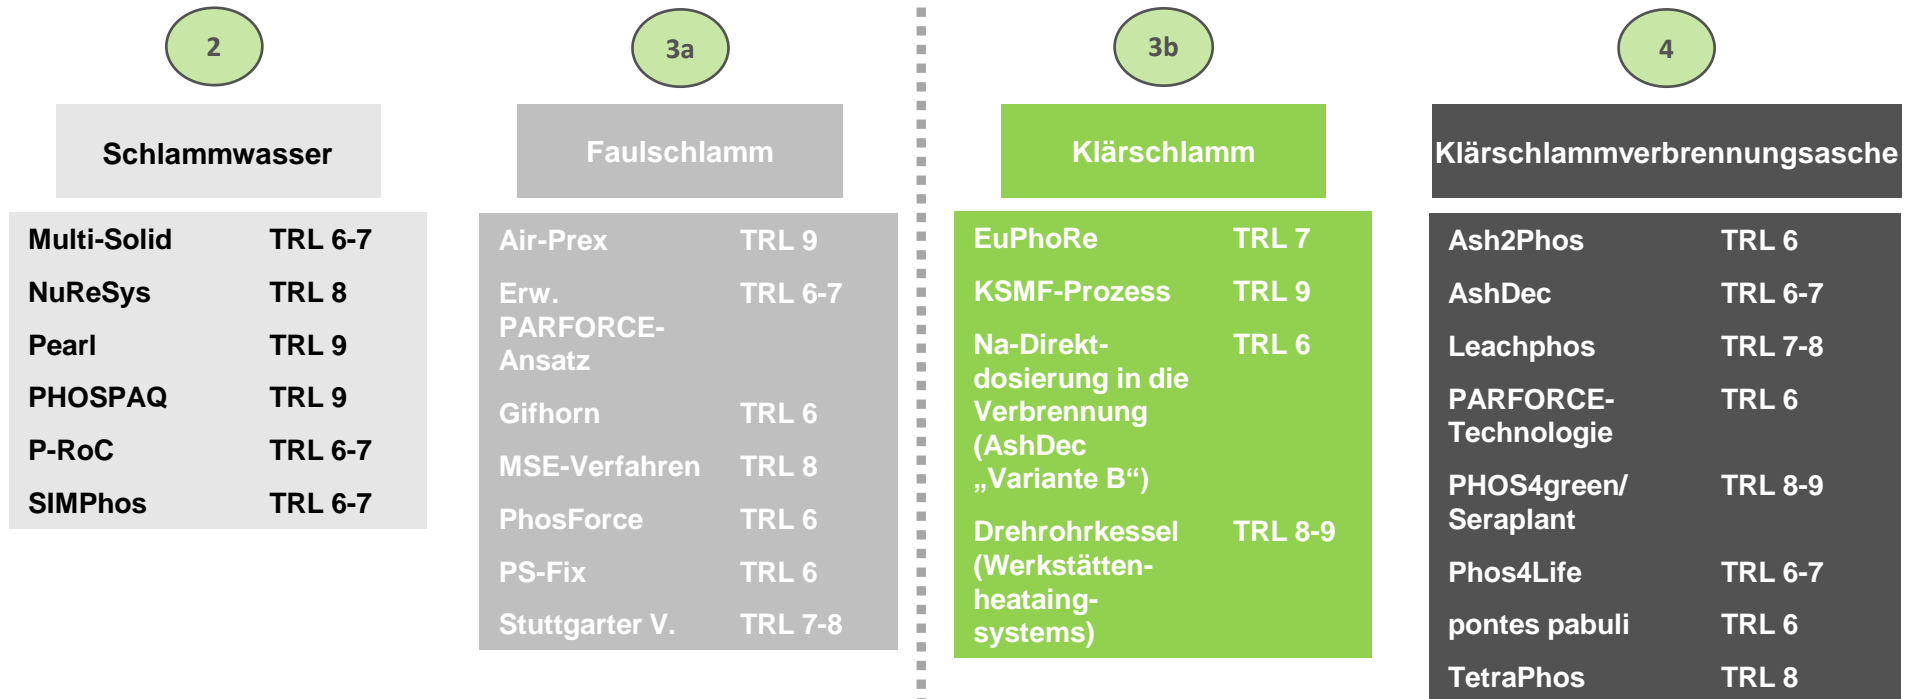 2
Schlammwasser
Multi-Solid TRL 6-7
NuReSys TRL 8
Pearl TRL 9
PHOSPAQ TRL 9
P-RoC TRL 6-7
SIMPhos TRL 6-7
3a
Faulschlamm
Air-Prex TRL 9
Erw. TRL 6-7
PARFORCE-
Ansatz
Gifhorn TRL 6
MSE-Verfahren TRL 8
PhosForce TRL 6
PS-Fix TRL 6
Stuttgarter V. TRL 7-8
3b
Klärschlamm
EuPhoRe TRL 7
KSMF-Prozess TRL 9
Na-Direkt- TRL 6
dosierung in die
Verbrennung
(AshDec
„Variante B“)
Drehrohrkessel TRL 8-9
(Werkstätten-
heataing-
systems)
4
Klärschlammverbrennungsasche
Ash2Phos TRL 6
AshDec TRL 6-7
Leachphos TRL 7-8
PARFORCE- TRL 6
Technologie
PHOS4green/ TRL 8-9
Seraplant
Phos4Life TRL 6-7
pontes pabuli TRL 6
TetraPhos TRL 8